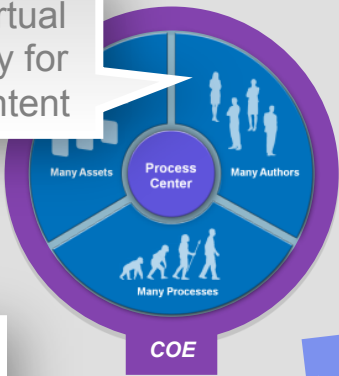 rtual
y for
ntent
Many Assets
Process
Center
Many Authors
Many Processes
COE